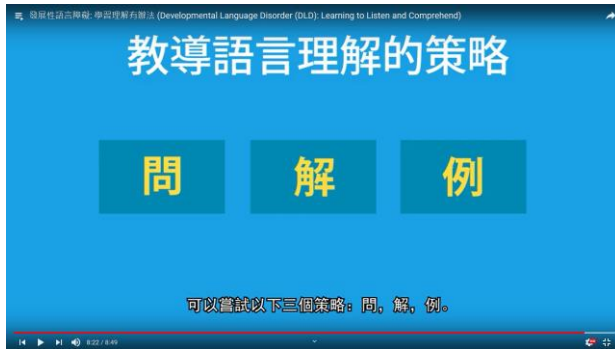 發展性語言障礙: 學習理解有辦法 (Developmental Language Disorder (DLD): Learning to Listen and Comprehend)
教導語言理解的策略
問 解 例
可以嘗試以下三個策略：問，解，例。
8:22 / 8:49